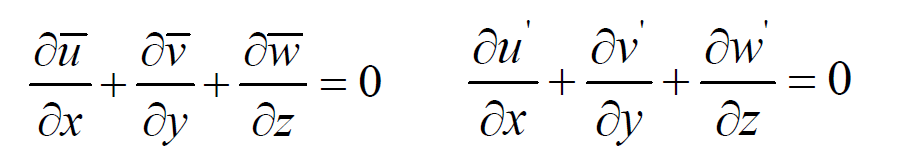 ∂u̅/∂x + ∂v̅/∂y + ∂w̅/∂z = 0    ∂u'/∂x + ∂v'/∂y + ∂w'/∂z = 0